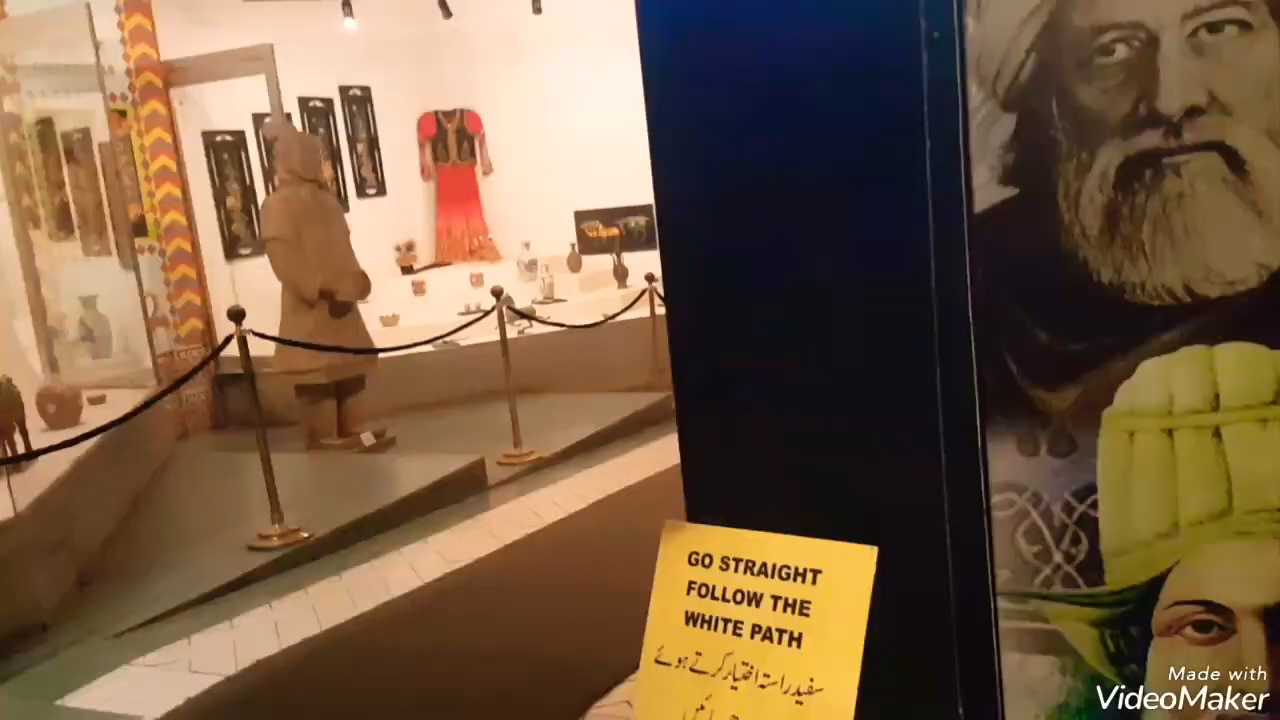 GO STRAIGHT
FOLLOW THE
WHITE PATH
سفید راستہ اختیار کرتے ہوئے
Made with
VideoMaker